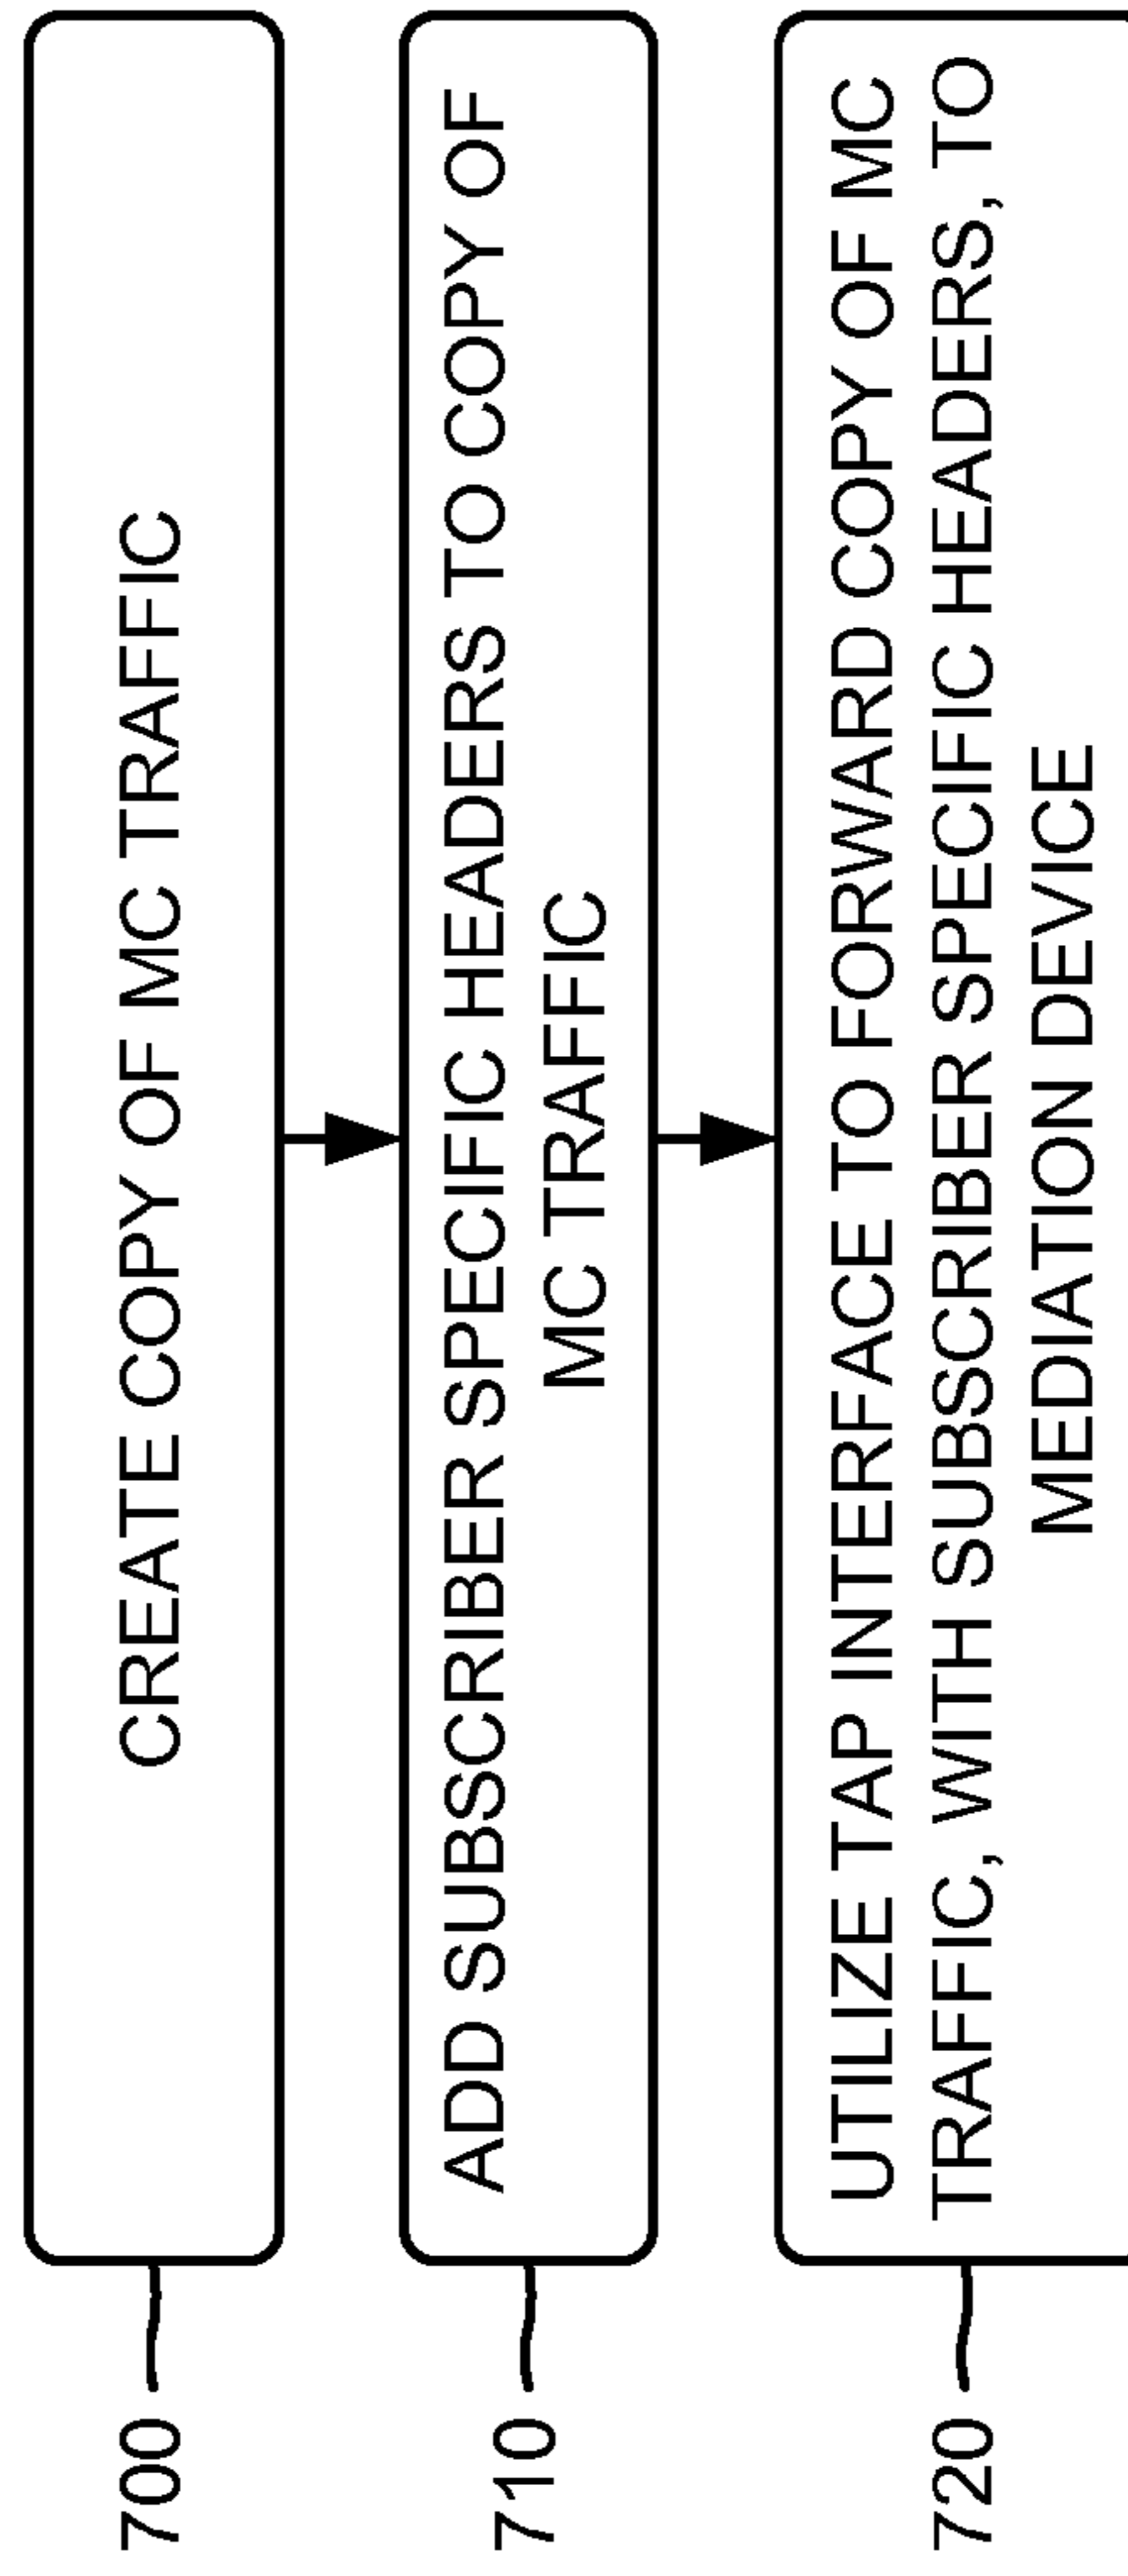 700
CREATE COPY OF MC TRAFFIC
710
ADD SUBSCRIBER SPECIFIC HEADERS TO COPY OF
MC TRAFFIC
720
UTILIZE TAP INTERFACE TO FORWARD COPY OF MC
TRAFFIC, WITH SUBSCRIBER SPECIFIC HEADERS, TO
MEDIATION DEVICE